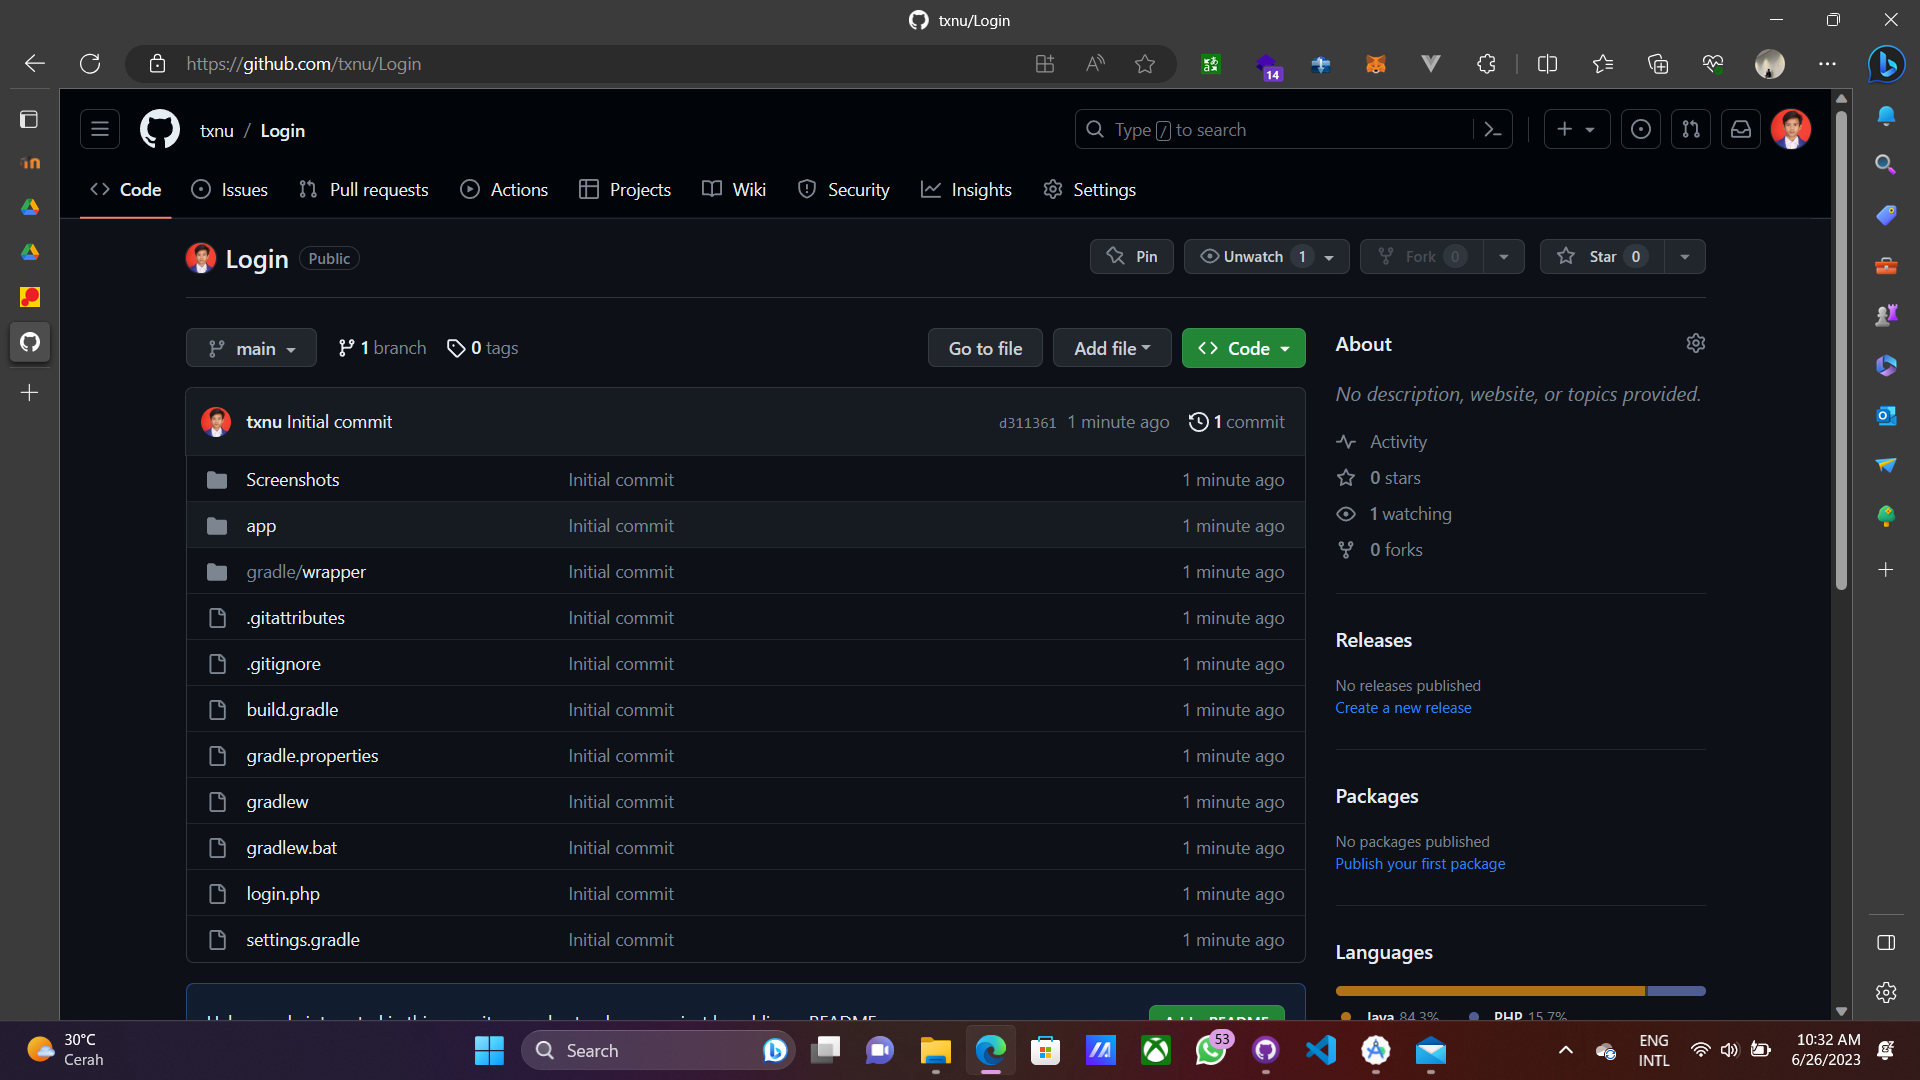 txnu/Login
https://github.com/txnu/Login
14
txnu / Login
Type / to search
Code
Issues
Pull requests
Actions
Projects
Wiki
Security
Insights
Settings
Login
Public
Pin
Unwatch 1
Fork 0
Star 0
main
1 branch
0 tags
Go to file
Add file
Code
txnu Initial commit
d311361 1 minute ago
1 commit
Screenshots Initial commit 1 minute ago
app Initial commit 1 minute ago
gradle/wrapper Initial commit 1 minute ago
.gitattributes Initial commit 1 minute ago
.gitignore Initial commit 1 minute ago
build.gradle Initial commit 1 minute ago
gradle.properties Initial commit 1 minute ago
gradlew Initial commit 1 minute ago
gradlew.bat Initial commit 1 minute ago
login.php Initial commit 1 minute ago
settings.gradle Initial commit 1 minute ago
About
No description, website, or topics provided.
Activity
0 stars
1 watching
0 forks
Releases
No releases published
Create a new release
Packages
No packages published
Publish your first package
Languages
Java 84.3%
PHP 15.7%
30°C
Cerah
Search
53
ENG
INTL
10:32 AM
6/26/2023